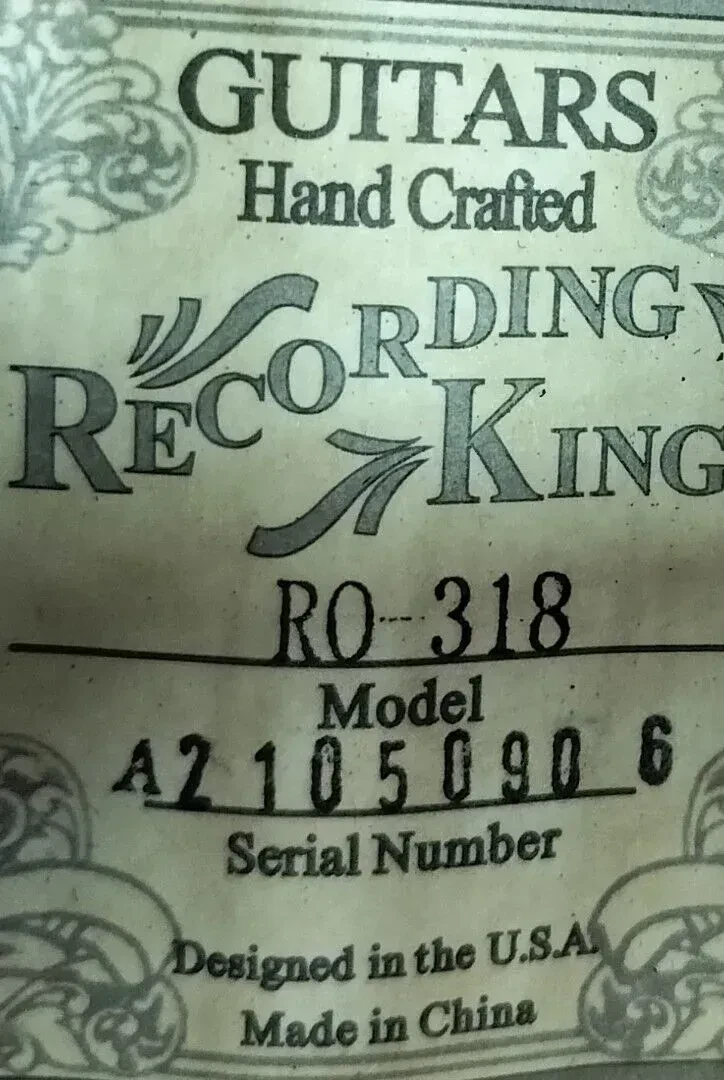 GUITARS
Hand Crafted
RECORDING
KING
RO-318
Model
A21050906
Serial Number
Designed in the U.S.A.
Made in China